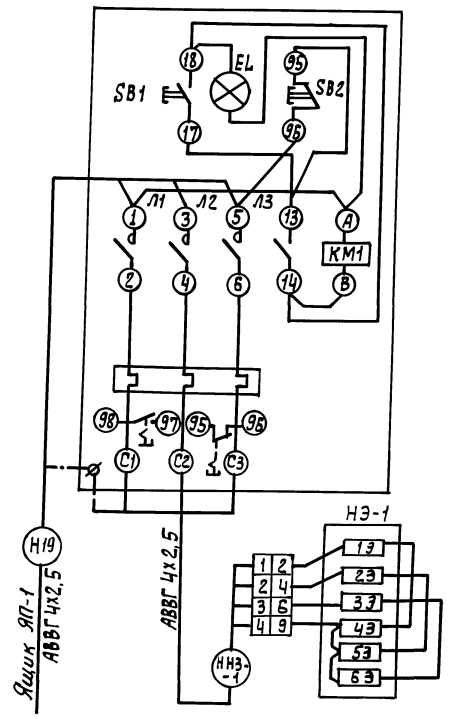 18 EL 95
SB1 SB2
17 96
Л1 Л2 Л3
1 3 5 13 A
КМ1
2 4 6 14 B
98 97 95 96
C1 C2 C3
НЭ-1
Н19
1 2 1Э
2 4 2Э
3 6 3Э
4 9 4Э
5Э
6Э
ННЭ-
-1
Ящик ЯП-1
АВВГ 4х2,5
АВВГ 4х2,5